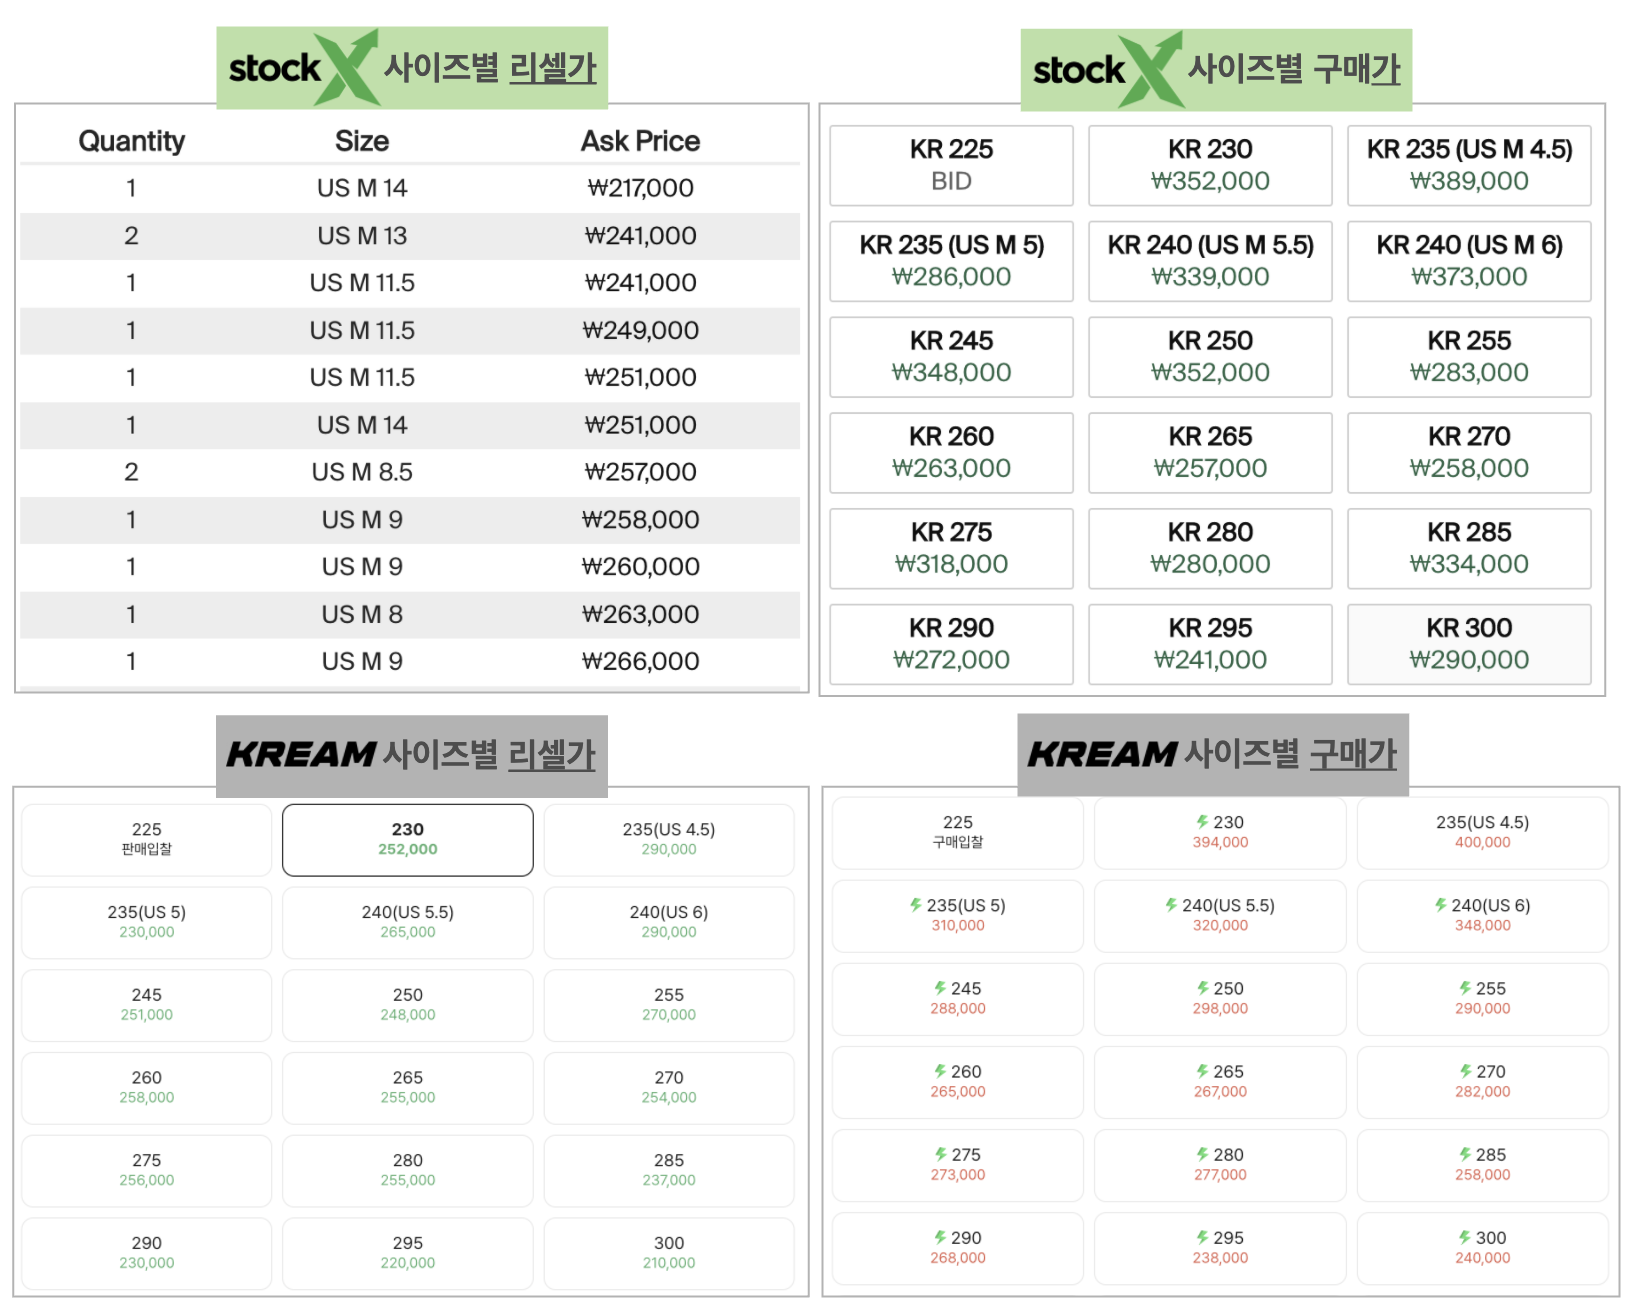 stockX 사이즈별 리셀가
Quantity Size Ask Price
1 US M 14 ₩217,000
2 US M 13 ₩241,000
1 US M 11.5 ₩241,000
1 US M 11.5 ₩249,000
1 US M 11.5 ₩251,000
1 US M 14 ₩251,000
2 US M 8.5 ₩257,000
1 US M 9 ₩258,000
1 US M 9 ₩260,000
1 US M 8 ₩263,000
1 US M 9 ₩266,000
stockX 사이즈별 구매가
KR 225 KR 230 KR 235 (US M 4.5)
BID ₩352,000 ₩389,000
KR 235 (US M 5) KR 240 (US M 5.5) KR 240 (US M 6)
₩286,000 ₩339,000 ₩373,000
KR 245 KR 250 KR 255
₩348,000 ₩352,000 ₩283,000
KR 260 KR 265 KR 270
₩263,000 ₩257,000 ₩258,000
KR 275 KR 280 KR 285
₩318,000 ₩280,000 ₩334,000
KR 290 KR 295 KR 300
₩272,000 ₩241,000 ₩290,000
KREAM 사이즈별 리셀가
225 230 235(US 4.5)
판매입찰 252,000 290,000
235(US 5) 240(US 5.5) 240(US 6)
230,000 265,000 290,000
245 250 255
251,000 248,000 270,000
260 265 270
258,000 255,000 254,000
275 280 285
256,000 255,000 237,000
290 295 300
230,000 220,000 210,000
KREAM 사이즈별 구매가
225 230 235(US 4.5)
구매입찰 394,000 400,000
235(US 5) 240(US 5.5) 240(US 6)
310,000 320,000 348,000
245 250 255
288,000 298,000 290,000
260 265 270
265,000 267,000 282,000
275 280 285
273,000 277,000 258,000
290 295 300
268,000 238,000 240,000